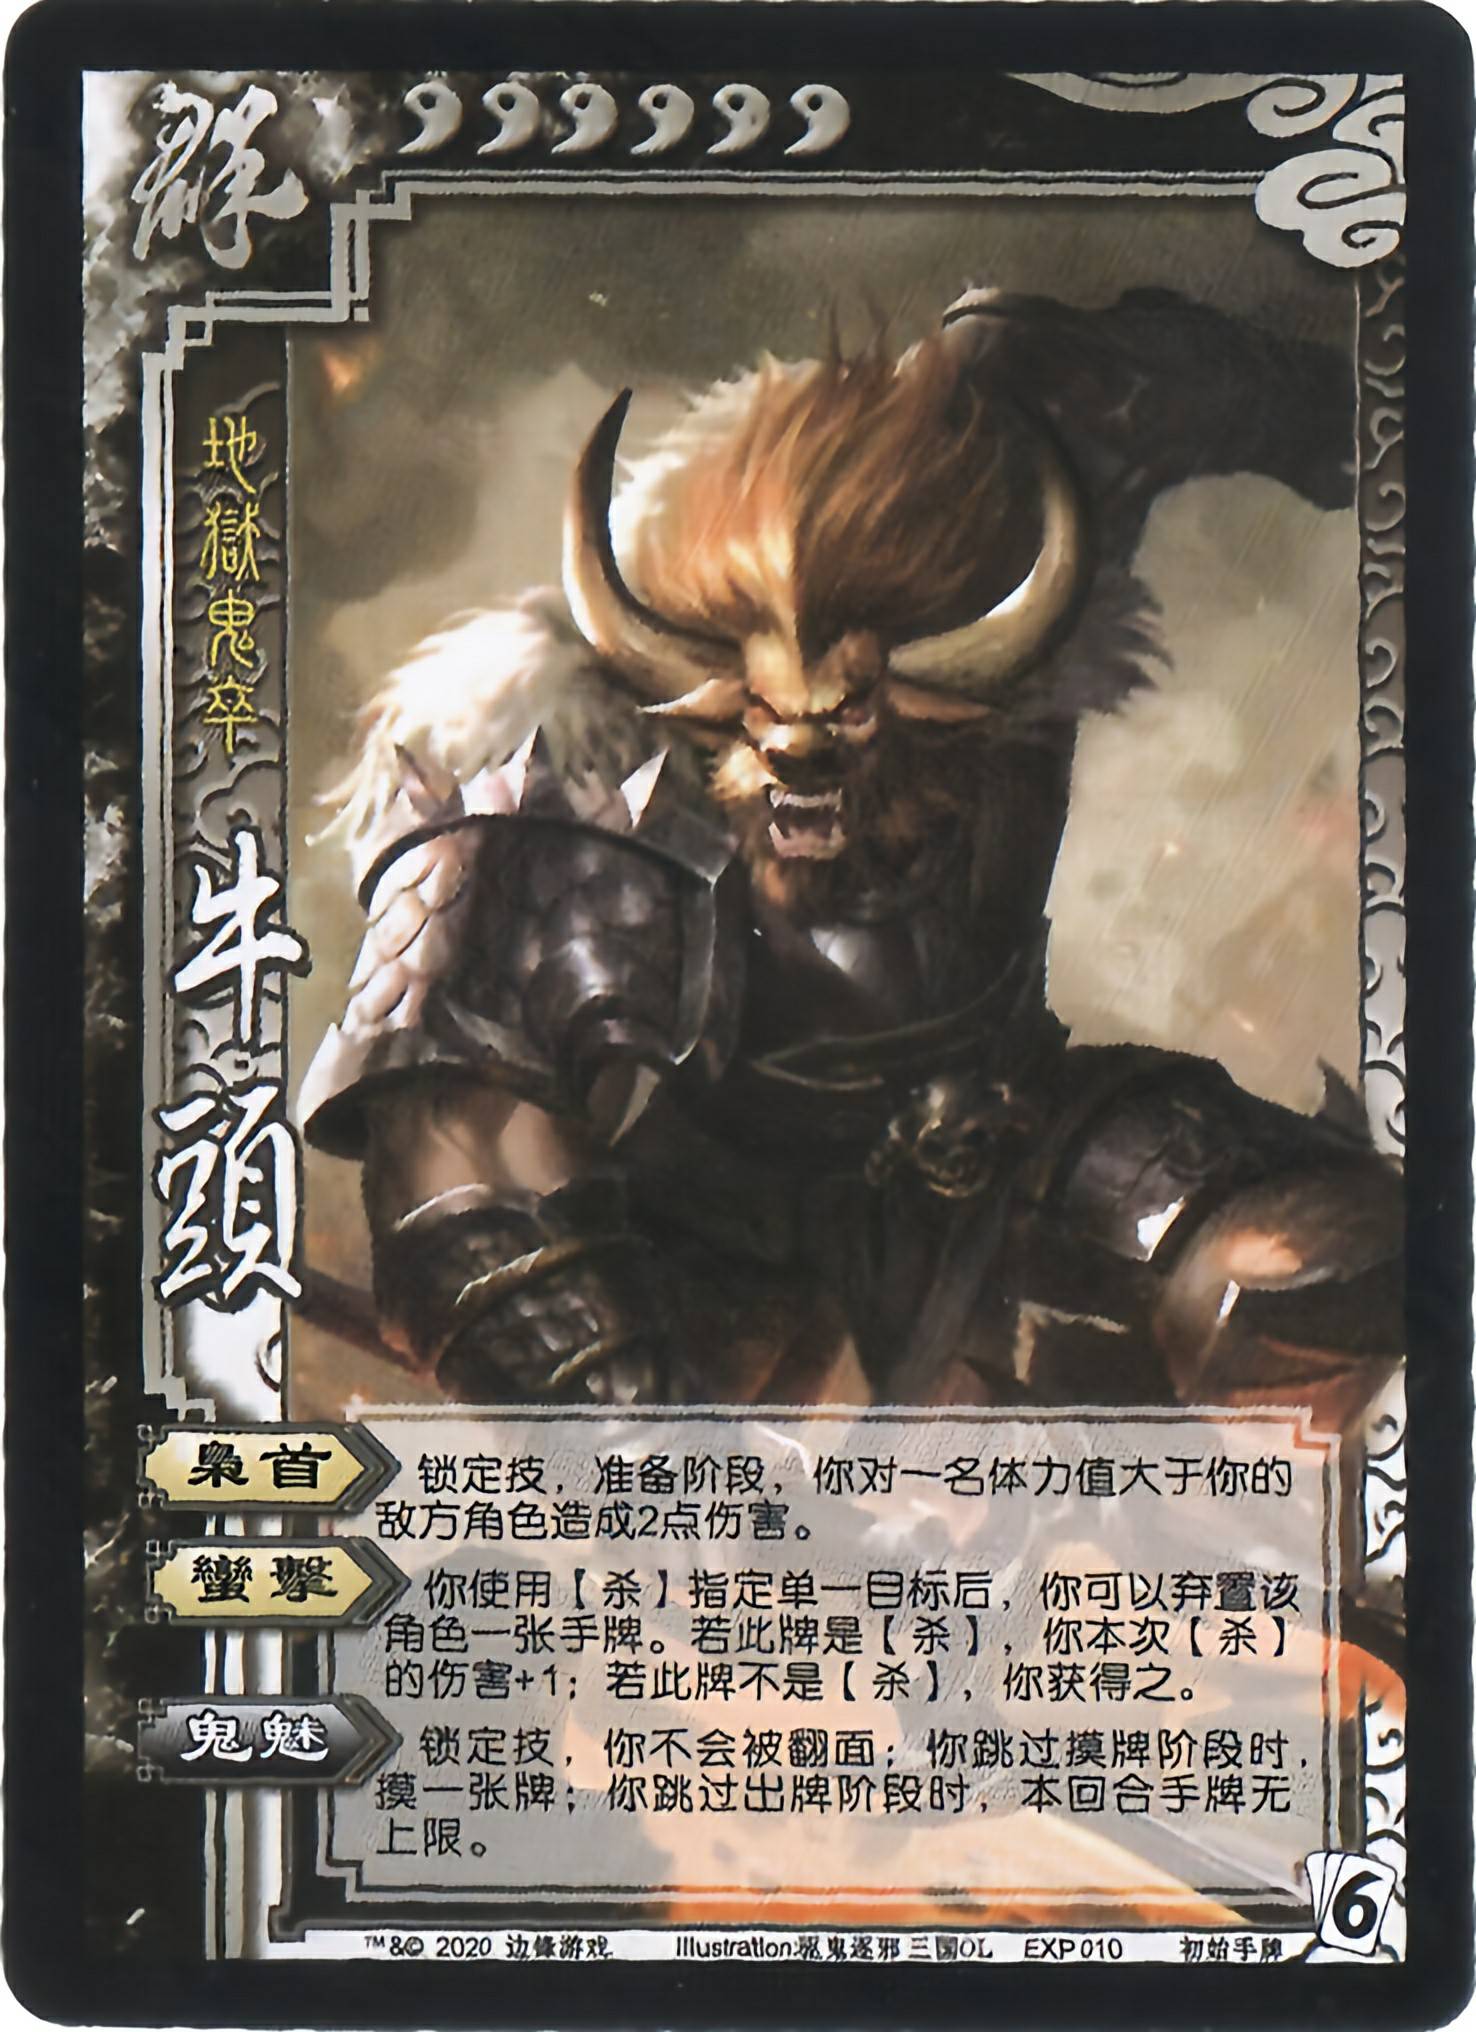 群
地獄鬼卒
牛頭
梟首
锁定技，准备阶段，你对一名体力值大于你的
敌方角色造成2点伤害。
蠻擊
你使用【杀】指定单一目标后，你可以弃置该
角色一张手牌。若此牌是【杀】，你本次【杀】
的伤害+1；若此牌不是【杀】，你获得之。
鬼魅
锁定技，你不会被翻面；你跳过摸牌阶段时，
摸一张牌；你跳过出牌阶段时，本回合手牌无
上限。
6
™&© 2020 边锋游戏 Illustration:驱鬼逐邪 三国OL EXP 010 初始手牌